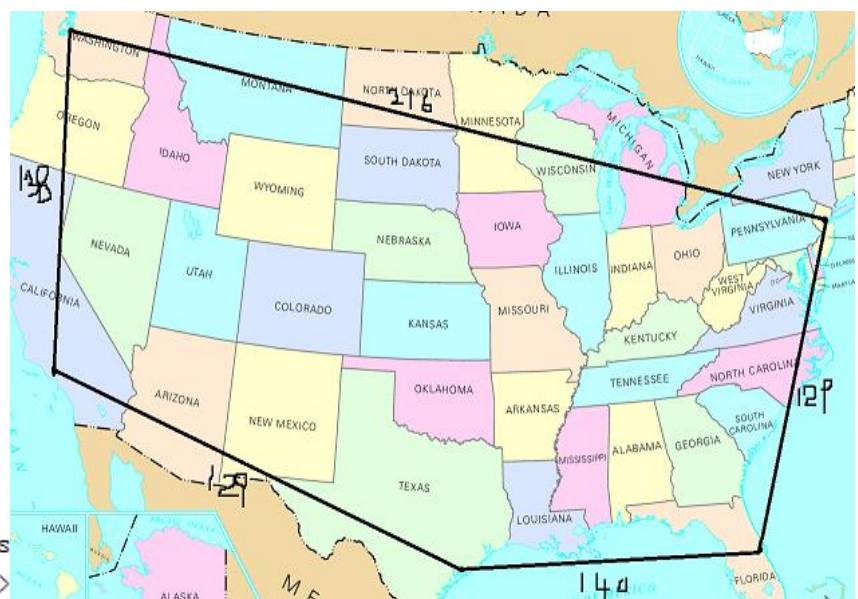 WASHINGTON
MONTANA
NORTH DAKOTA
216
MINNESOTA
MICHIGAN
OREGON
IDAHO
SOUTH DAKOTA
WISCONSIN
NEW YORK
WYOMING
IOWA
PENNSYLVANIA
NEVADA
NEBRASKA
UTAH
ILLINOIS
INDIANA
OHIO
WEST VIRGINIA
CALIFORNIA
COLORADO
KANSAS
MISSOURI
VIRGINIA
KENTUCKY
ARIZONA
OKLAHOMA
TENNESSEE
NORTH CAROLINA
NEW MEXICO
ARKANSAS
SOUTH CAROLINA
129
MISSISSIPPI
ALABAMA
GEORGIA
TEXAS
129
LOUISIANA
HAWAII
FLORIDA
140
ALASKA